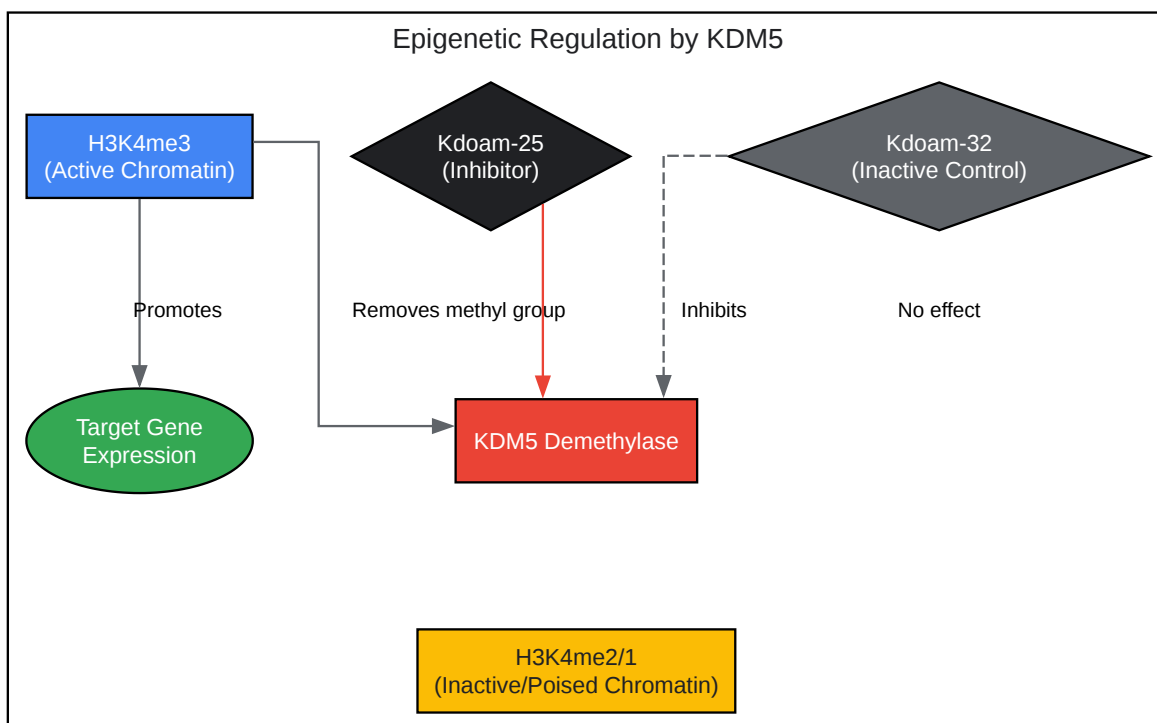 Epigenetic Regulation by KDM5
H3K4me3
(Active Chromatin)
Kdoam-25
(Inhibitor)
Kdoam-32
(Inactive Control)
Promotes
Removes methyl group
Inhibits
No effect
Target Gene
Expression
KDM5 Demethylase
H3K4me2/1
(Inactive/Poised Chromatin)